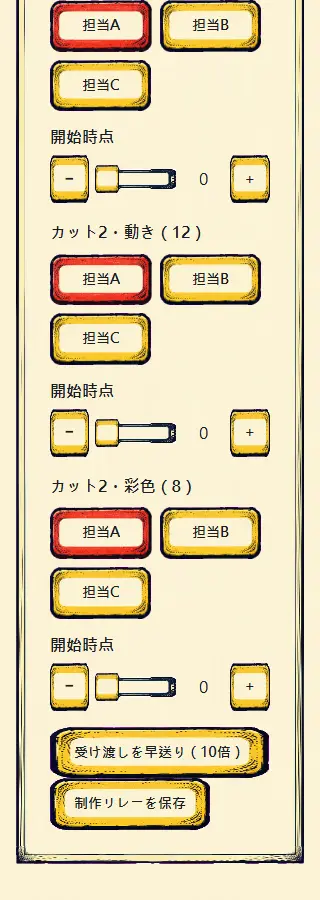 担当A 担当B
担当C
開始時点
− 0 +
カット2・動き ( 12 )
担当A 担当B
担当C
開始時点
− 0 +
カット2・彩色 ( 8 )
担当A 担当B
担当C
開始時点
− 0 +
受け渡しを早送り ( 10倍 )
制作リレーを保存